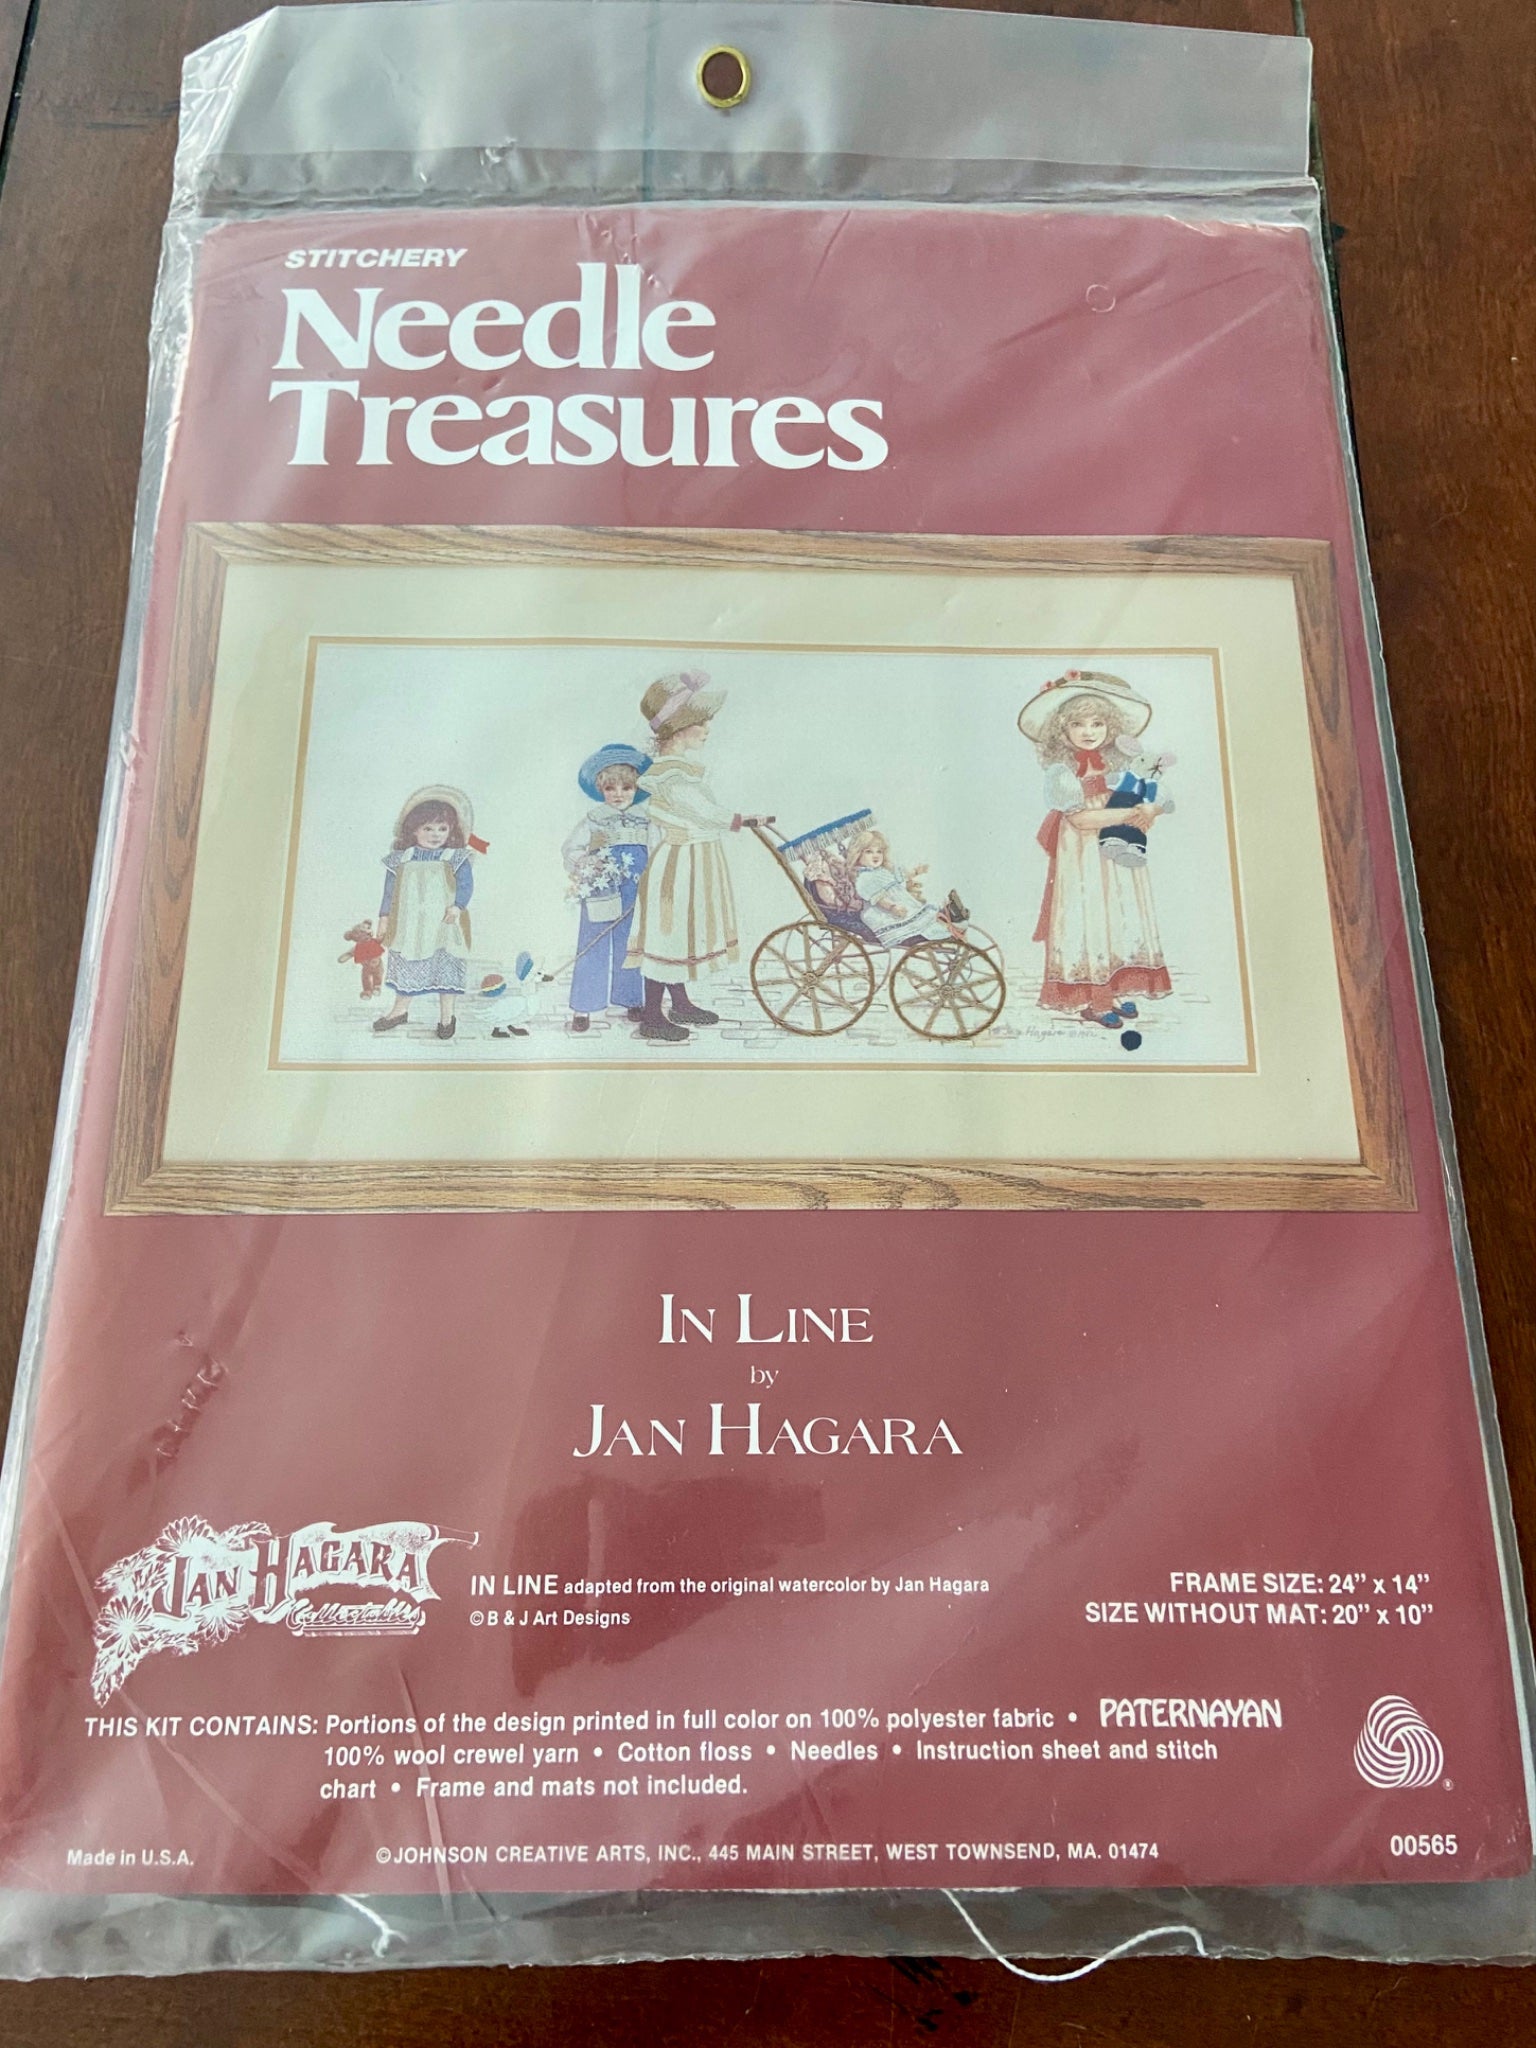 STITCHERY
Needle
Treasures
Jan Hagara © 1982
IN LINE
by
JAN HAGARA
JAN HAGARA
Collectables
IN LINE adapted from the original watercolor by Jan Hagara
© B & J Art Designs
FRAME SIZE: 24” x 14”
SIZE WITHOUT MAT: 20” x 10”
THIS KIT CONTAINS: Portions of the design printed in full color on 100% polyester fabric • PATERNAYAN
100% wool crewel yarn • Cotton floss • Needles • Instruction sheet and stitch
chart • Frame and mats not included.
®
Made in U.S.A.
© JOHNSON CREATIVE ARTS, INC., 445 MAIN STREET, WEST TOWNSEND, MA. 01474
00565